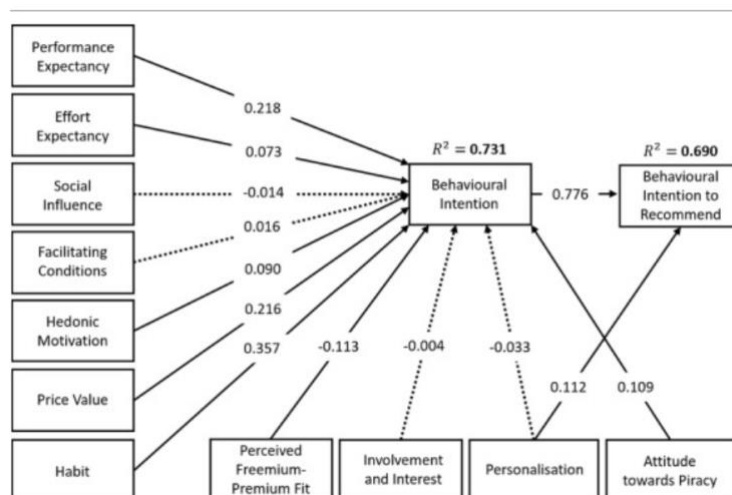 Performance
Expectancy
Effort
Expectancy
Social
Influence
Facilitating
Conditions
Hedonic
Motivation
Price Value
Habit
0.218
0.073
-0.014
0.016
0.090
0.216
0.357
-0.113
-0.004
-0.033
0.112
0.109
R² = 0.731
Behavioural
Intention
0.776
R² = 0.690
Behavioural
Intention to
Recommend
Perceived
Freemium-
Premium Fit
Involvement
and Interest
Personalisation
Attitude
towards Piracy